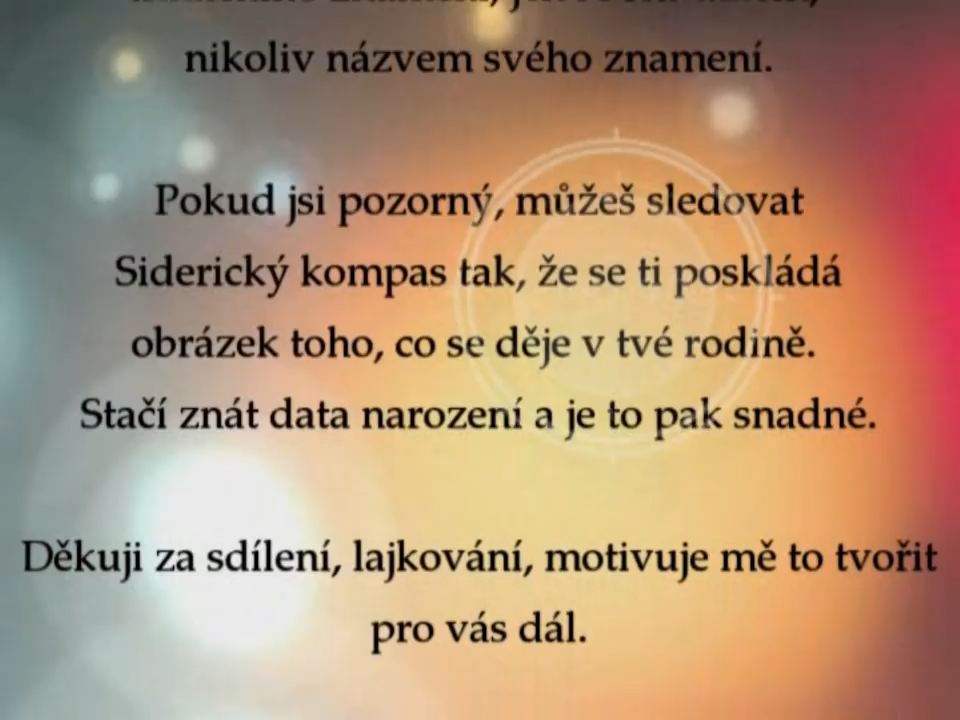 nikoliv názvem svého znamení.
Pokud jsi pozorný, můžeš sledovat
Siderický kompas tak, že se ti poskládá
obrázek toho, co se děje v tvé rodině.
Stačí znát data narození a je to pak snadné.
Děkuji za sdílení, lajkování, motivuje mě to tvořit
pro vás dál.